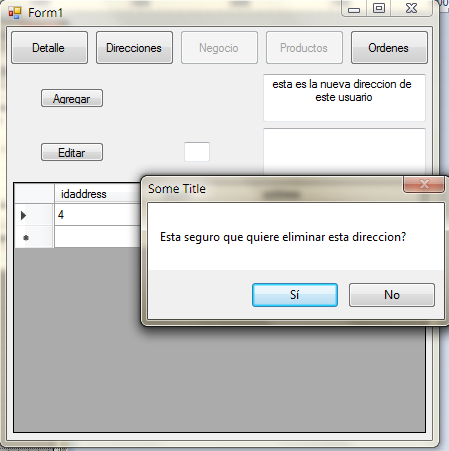 Form1
Detalle Direcciones Negocio Productos Ordenes
Agregar
esta es la nueva direccion de
este usuario
Editar
Some Title
idaddress
4
Esta seguro que quiere eliminar esta direccion?
Sí No